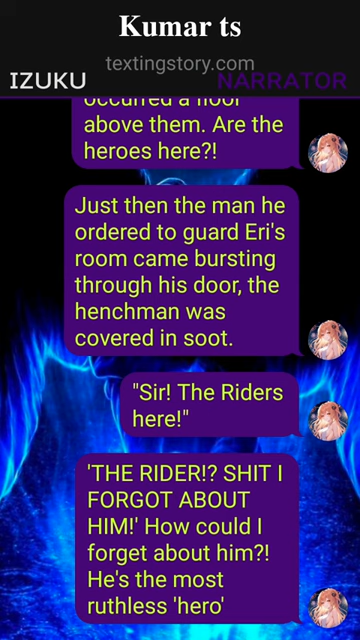 Kumar ts
textingstory.com
IZUKU
NARRATOR
occurred a floor
above them. Are the
heroes here?!
Just then the man he
ordered to guard Eri's
room came bursting
through his door, the
henchman was
covered in soot.
"Sir! The Riders
here!"
'THE RIDER!? SHIT I
FORGOT ABOUT
HIM!' How could I
forget about him?!
He's the most
ruthless 'hero'